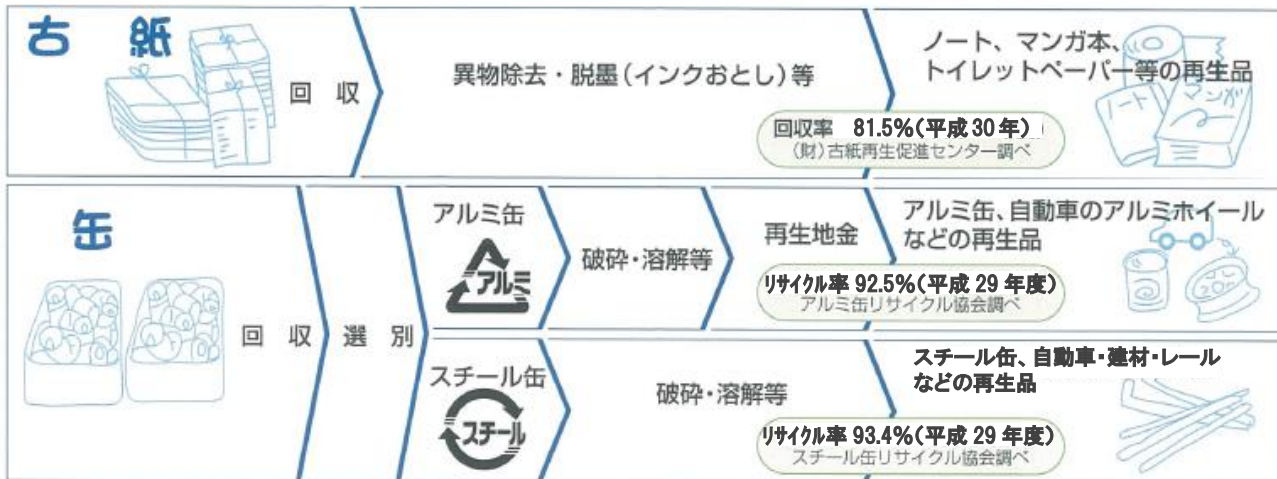 古紙
回収
異物除去・脱墨(インクおとし)等
ノート、マンガ本、
トイレットペーパー等の再生品
ノート
マンガ
回収率 81.5%(平成30年)
(財)古紙再生促進センター調べ
缶
回収
選別
アルミ缶
アルミ
破砕・溶解等
再生地金
アルミ缶、自動車のアルミホイール
などの再生品
リサイクル率 92.5%(平成 29 年度)
アルミ缶リサイクル協会調べ
スチール缶
スチール
破砕・溶解等
スチール缶、自動車・建材・レール
などの再生品
リサイクル率 93.4%(平成 29 年度)
スチール缶リサイクル協会調べ